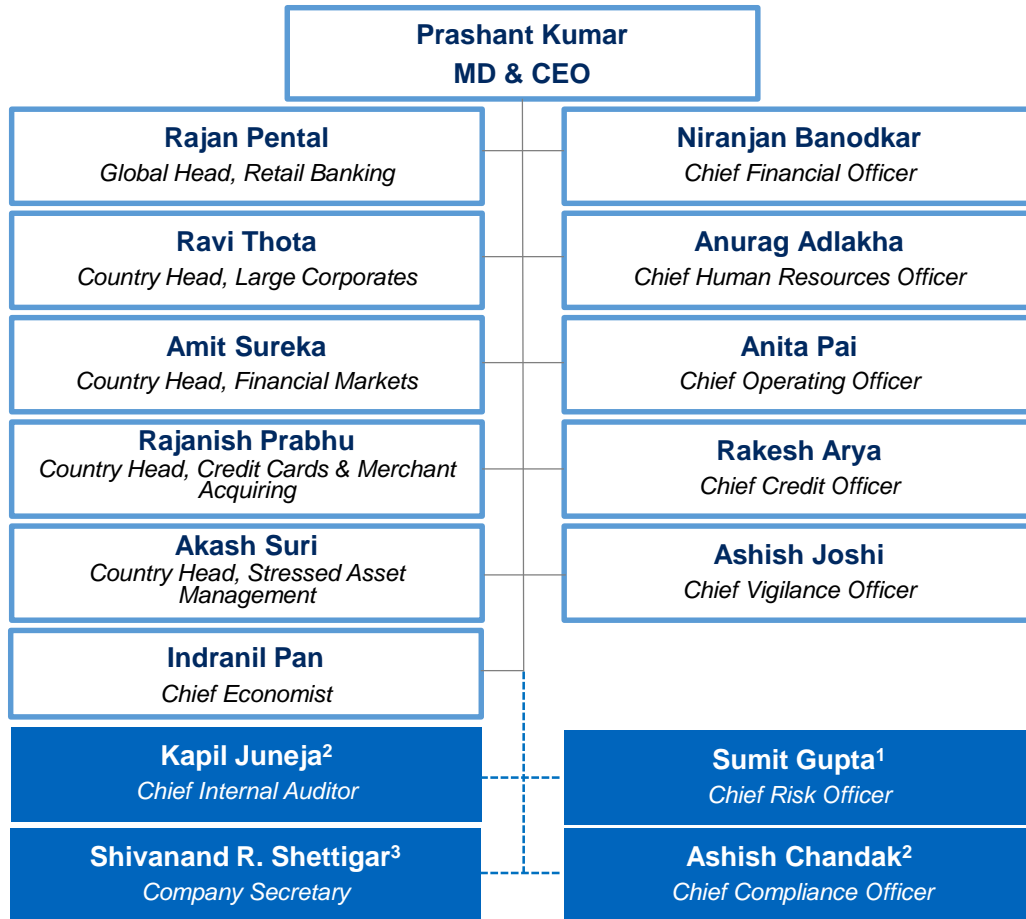 Prashant Kumar
MD & CEO
Rajan Pental
Global Head, Retail Banking
Niranjan Banodkar
Chief Financial Officer
Ravi Thota
Country Head, Large Corporates
Anurag Adlakha
Chief Human Resources Officer
Amit Sureka
Country Head, Financial Markets
Anita Pai
Chief Operating Officer
Rajanish Prabhu
Country Head, Credit Cards & Merchant
Acquiring
Rakesh Arya
Chief Credit Officer
Akash Suri
Country Head, Stressed Asset
Management
Ashish Joshi
Chief Vigilance Officer
Indranil Pan
Chief Economist
Kapil Juneja²
Chief Internal Auditor
Sumit Gupta¹
Chief Risk Officer
Shivanand R. Shettigar³
Company Secretary
Ashish Chandak²
Chief Compliance Officer